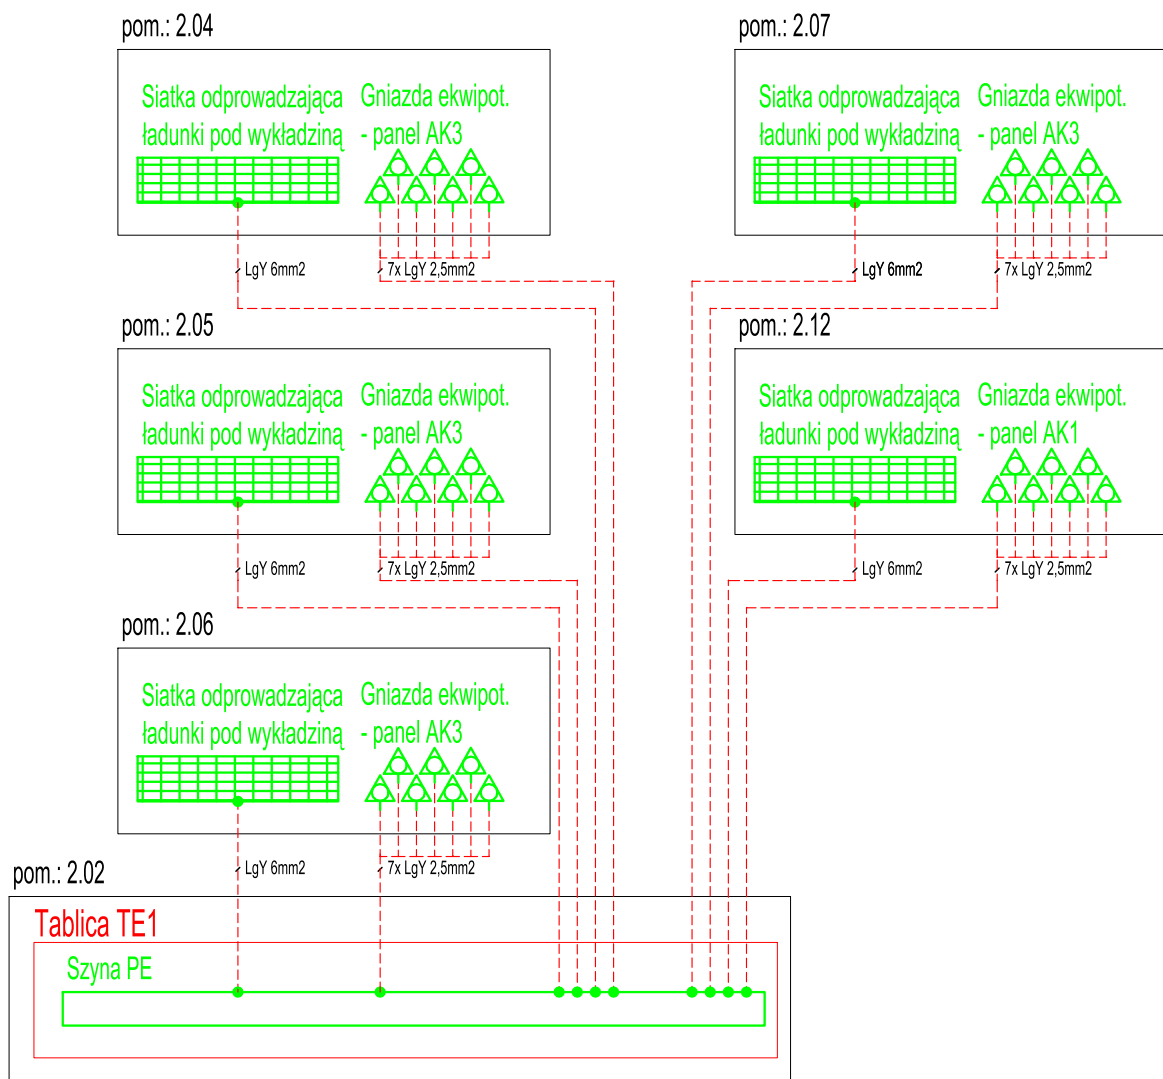 pom.: 2.04
Siatka odprowadzająca
ładunki pod wykładziną
Gniazda ekwipot.
- panel AK3
LgY 6mm2
7x LgY 2,5mm2
pom.: 2.07
Siatka odprowadzająca
ładunki pod wykładziną
Gniazda ekwipot.
- panel AK3
LgY 6mm2
7x LgY 2,5mm2
pom.: 2.05
Siatka odprowadzająca
ładunki pod wykładziną
Gniazda ekwipot.
- panel AK3
LgY 6mm2
7x LgY 2,5mm2
pom.: 2.12
Siatka odprowadzająca
ładunki pod wykładziną
Gniazda ekwipot.
- panel AK1
LgY 6mm2
7x LgY 2,5mm2
pom.: 2.06
Siatka odprowadzająca
ładunki pod wykładziną
Gniazda ekwipot.
- panel AK3
LgY 6mm2
7x LgY 2,5mm2
pom.: 2.02
Tablica TE1
Szyna PE